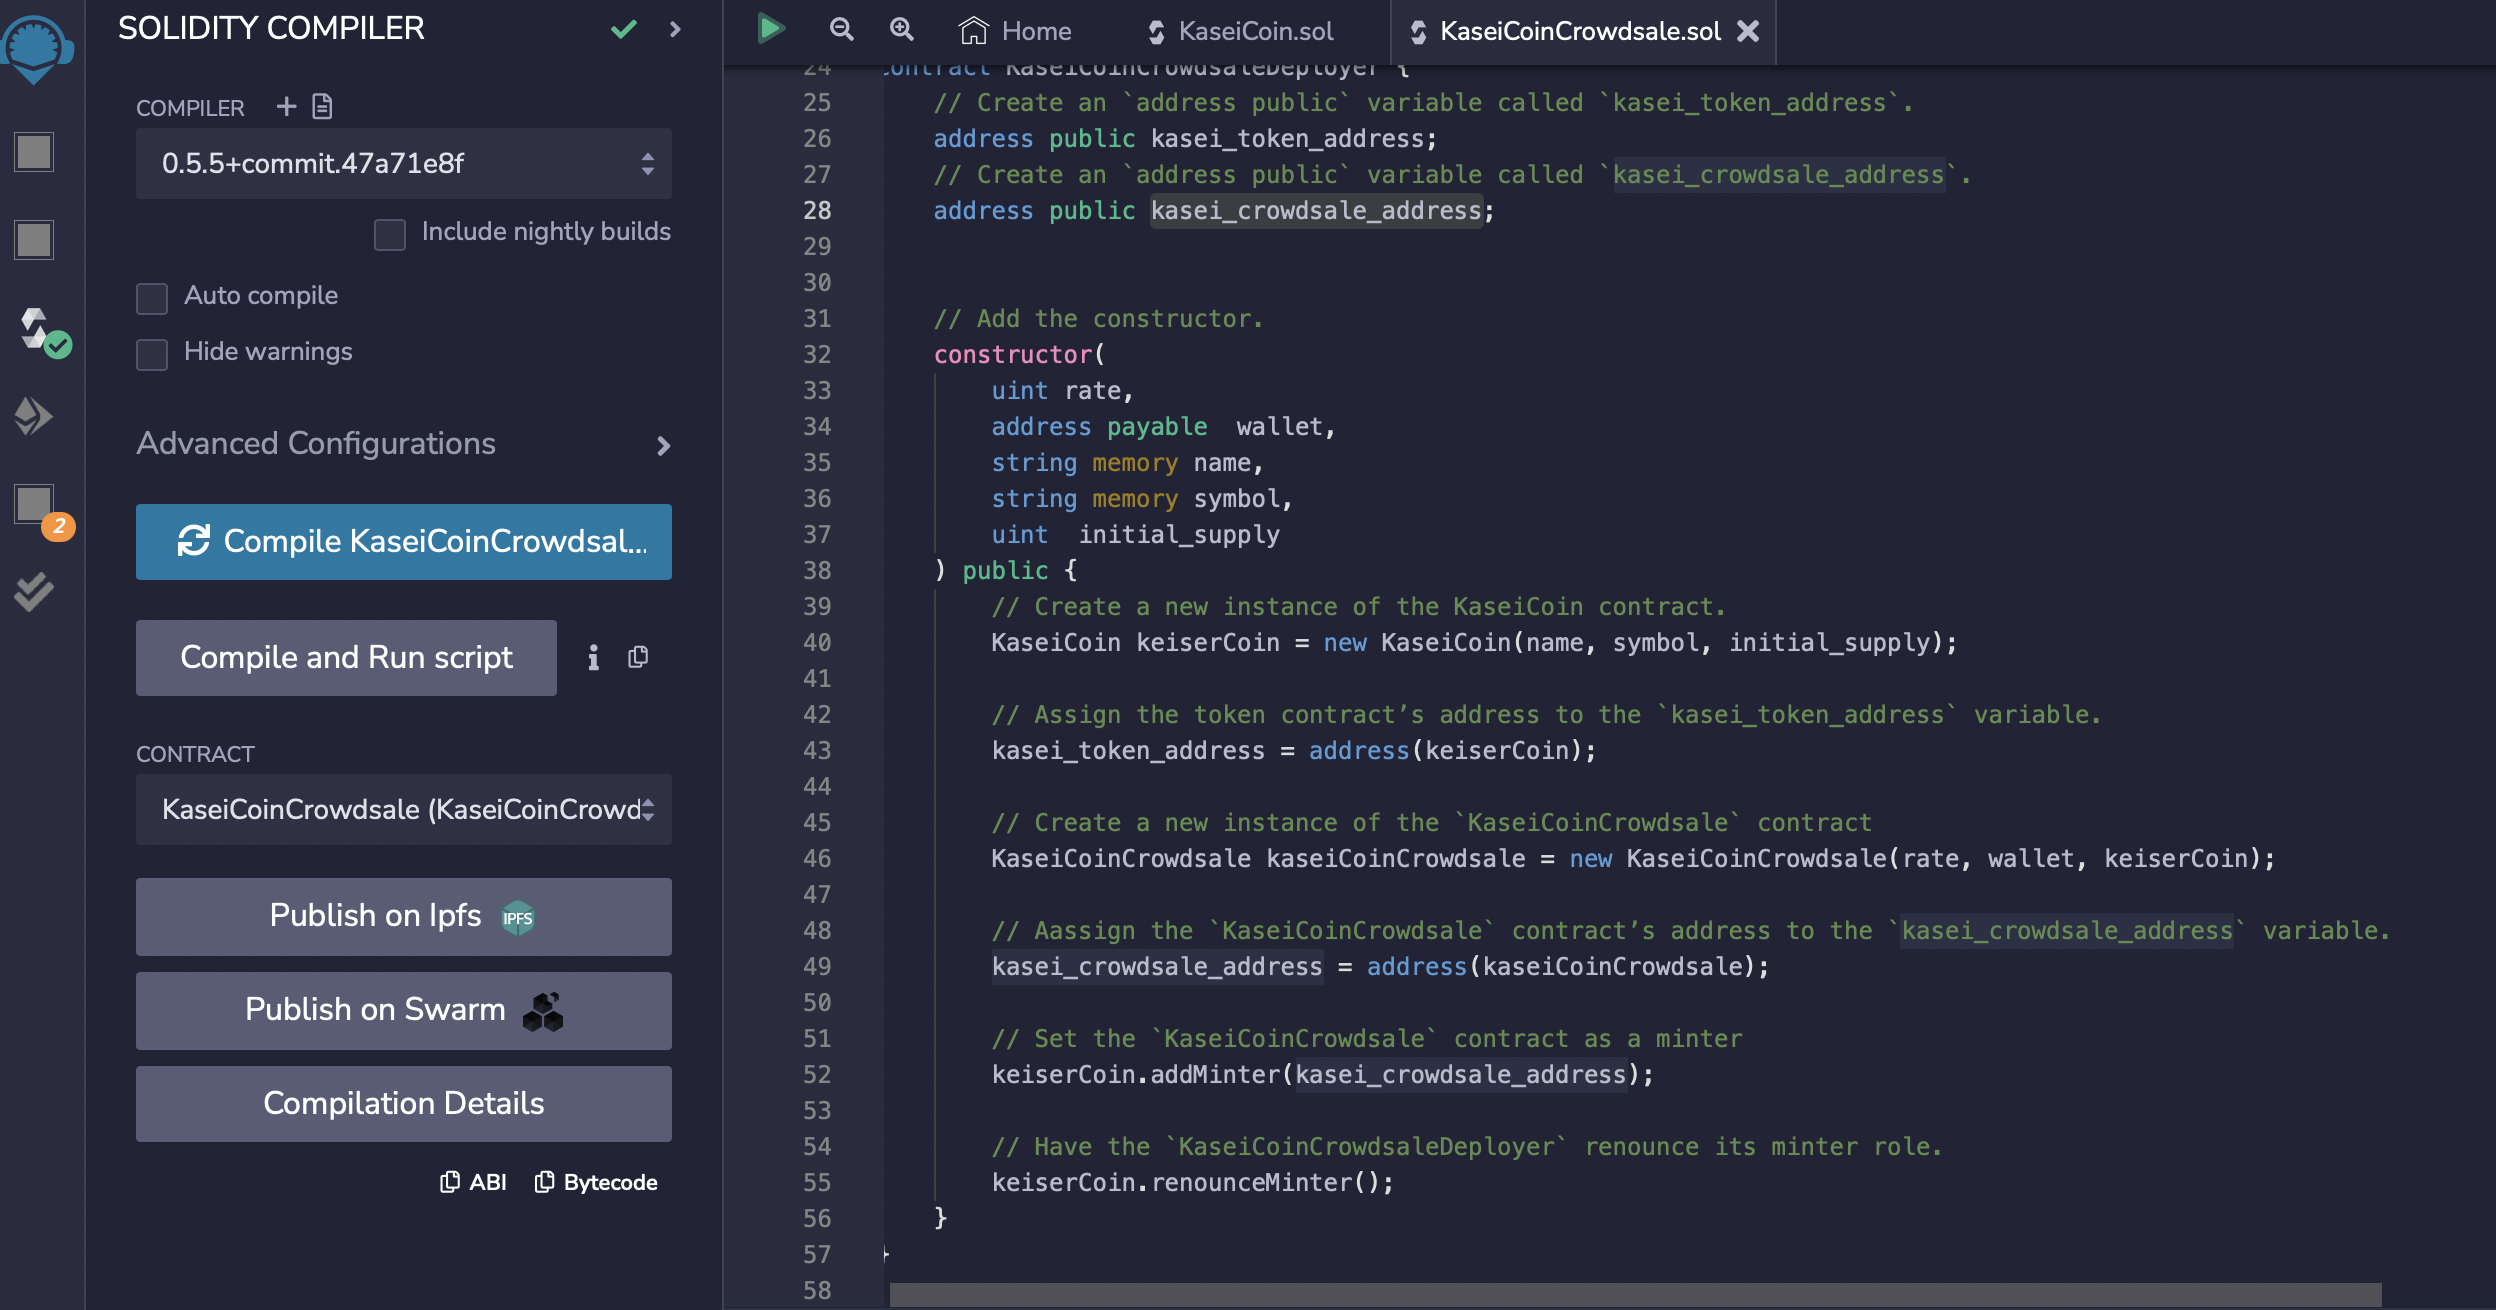 SOLIDITY COMPILER
COMPILER
0.5.5+commit.47a71e8f
Include nightly builds
Auto compile
Hide warnings
Advanced Configurations
Compile KaseiCoinCrowdsal...
Compile and Run script
CONTRACT
KaseiCoinCrowdsale (KaseiCoinCrowd
Publish on Ipfs IPFS
Publish on Swarm
Compilation Details
ABI Bytecode
2
Home KaseiCoin.sol KaseiCoinCrowdsale.sol
24 contract KaseiCoinCrowdsaleDeployer {
25 // Create an `address public` variable called `kasei_token_address`.
26 address public kasei_token_address;
27 // Create an `address public` variable called `kasei_crowdsale_address`.
28 address public kasei_crowdsale_address;
29
30
31 // Add the constructor.
32 constructor(
33 uint rate,
34 address payable  wallet,
35 string memory name,
36 string memory symbol,
37 uint  initial_supply
38 ) public {
39 // Create a new instance of the KaseiCoin contract.
40 KaseiCoin keiserCoin = new KaseiCoin(name, symbol, initial_supply);
41
42 // Assign the token contract’s address to the `kasei_token_address` variable.
43 kasei_token_address = address(keiserCoin);
44
45 // Create a new instance of the `KaseiCoinCrowdsale` contract
46 KaseiCoinCrowdsale kaseiCoinCrowdsale = new KaseiCoinCrowdsale(rate, wallet, keiserCoin);
47
48 // Aassign the `KaseiCoinCrowdsale` contract’s address to the `kasei_crowdsale_address` variable.
49 kasei_crowdsale_address = address(kaseiCoinCrowdsale);
50
51 // Set the `KaseiCoinCrowdsale` contract as a minter
52 keiserCoin.addMinter(kasei_crowdsale_address);
53
54 // Have the `KaseiCoinCrowdsaleDeployer` renounce its minter role.
55 keiserCoin.renounceMinter();
56 }
57 }
58